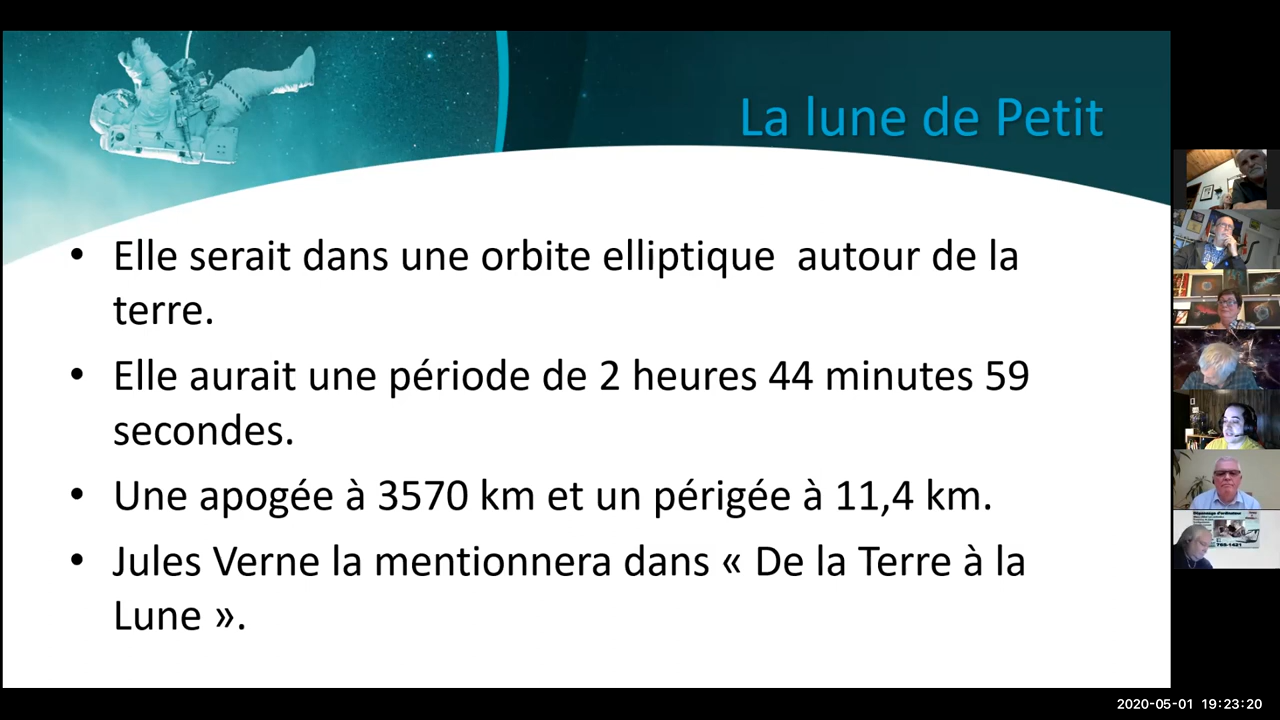 La lune de Petit
• Elle serait dans une orbite elliptique  autour de la
terre.
• Elle aurait une période de 2 heures 44 minutes 59
secondes.
• Une apogée à 3570 km et un périgée à 11,4 km.
• Jules Verne la mentionnera dans « De la Terre à la
Lune ».
2020-05-01 19:23:20